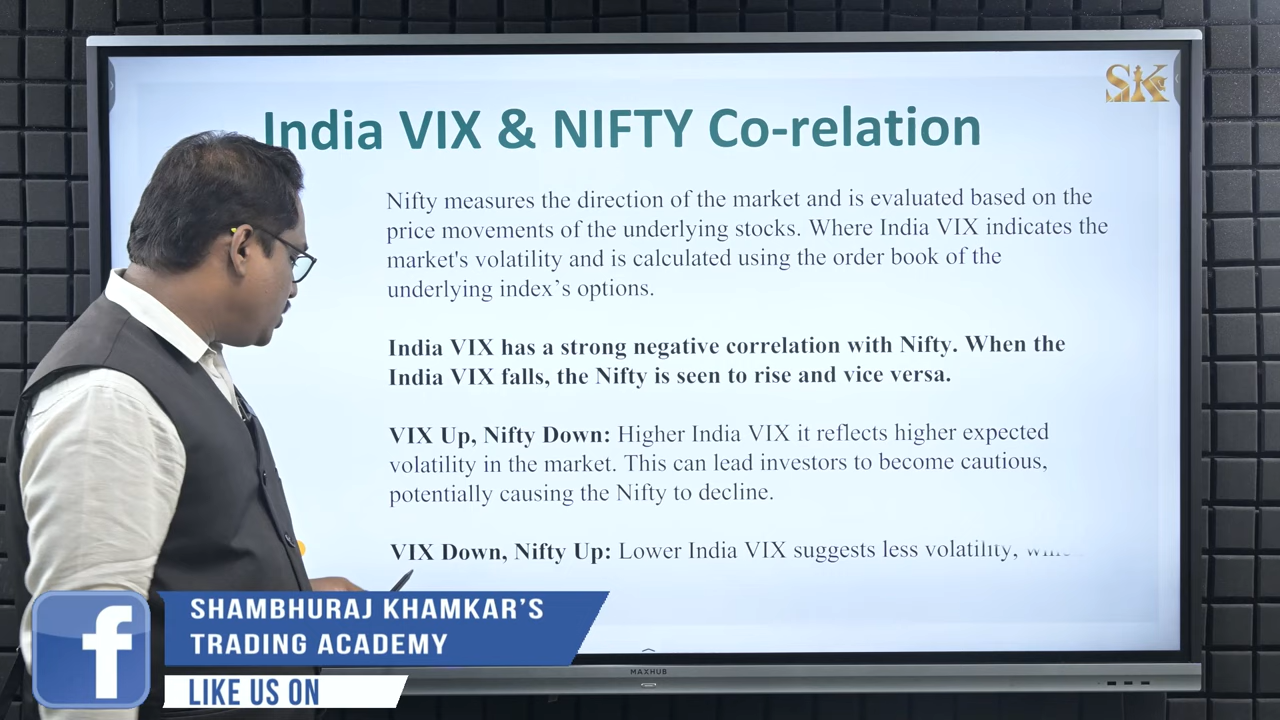 SK
India VIX & NIFTY Co-relation
Nifty measures the direction of the market and is evaluated based on the
price movements of the underlying stocks. Where India VIX indicates the
market's volatility and is calculated using the order book of the
underlying index’s options.
India VIX has a strong negative correlation with Nifty. When the
India VIX falls, the Nifty is seen to rise and vice versa.
VIX Up, Nifty Down: Higher India VIX it reflects higher expected
volatility in the market. This can lead investors to become cautious,
potentially causing the Nifty to decline.
VIX Down, Nifty Up: Lower India VIX suggests less volatility,
MAXHUB
f
SHAMBHURAJ KHAMKAR’S
TRADING ACADEMY
LIKE US ON